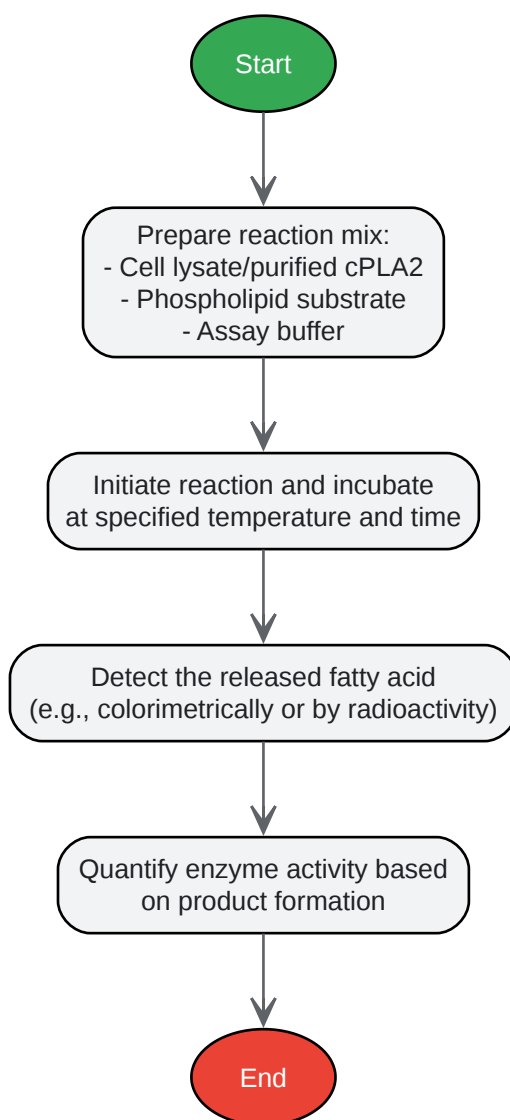 Start
Prepare reaction mix:
- Cell lysate/purified cPLA2
- Phospholipid substrate
- Assay buffer
Initiate reaction and incubate
at specified temperature and time
Detect the released fatty acid
(e.g., colorimetrically or by radioactivity)
Quantify enzyme activity based
on product formation
End